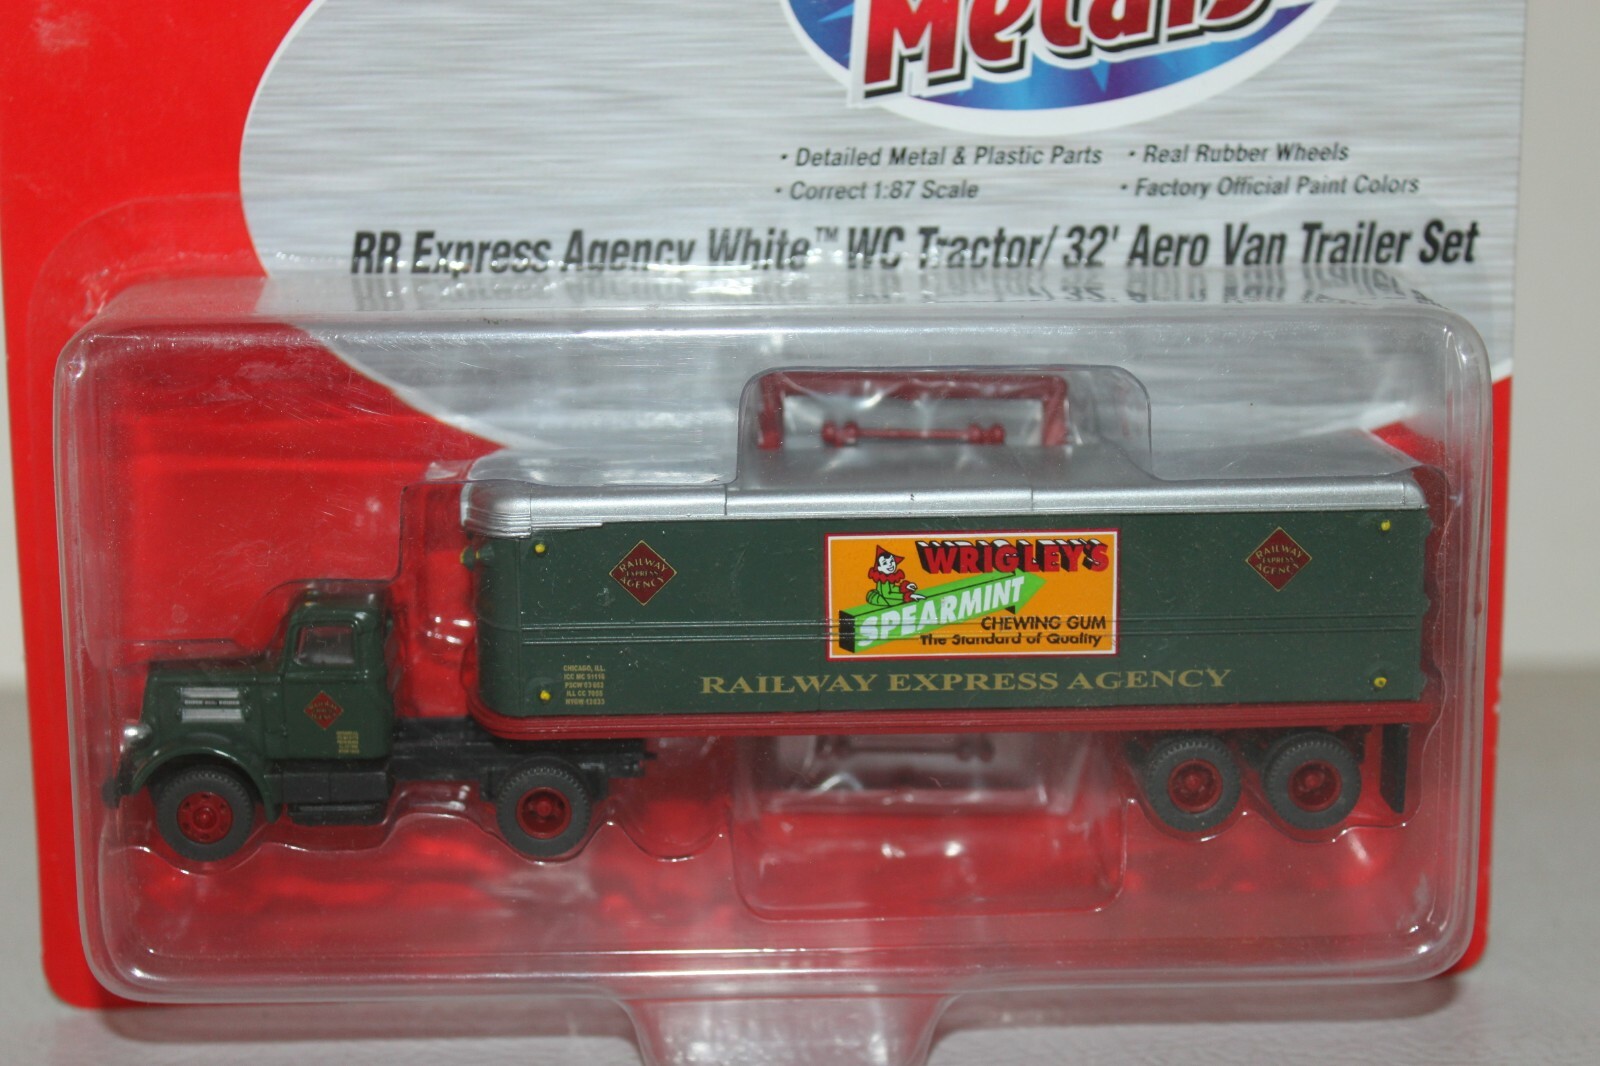 Metals
• Detailed Metal & Plastic Parts
• Real Rubber Wheels
• Correct 1:87 Scale
• Factory Official Paint Colors
RR Express Agency White™ WC Tractor/ 32' Aero Van Trailer Set
RAILWAY
EXPRESS
AGENCY
WRIGLEY'S
SPEARMINT
CHEWING GUM
The Standard of Quality
RAILWAY
EXPRESS
AGENCY
CHICAGO, ILL.
RAILWAY EXPRESS AGENCY